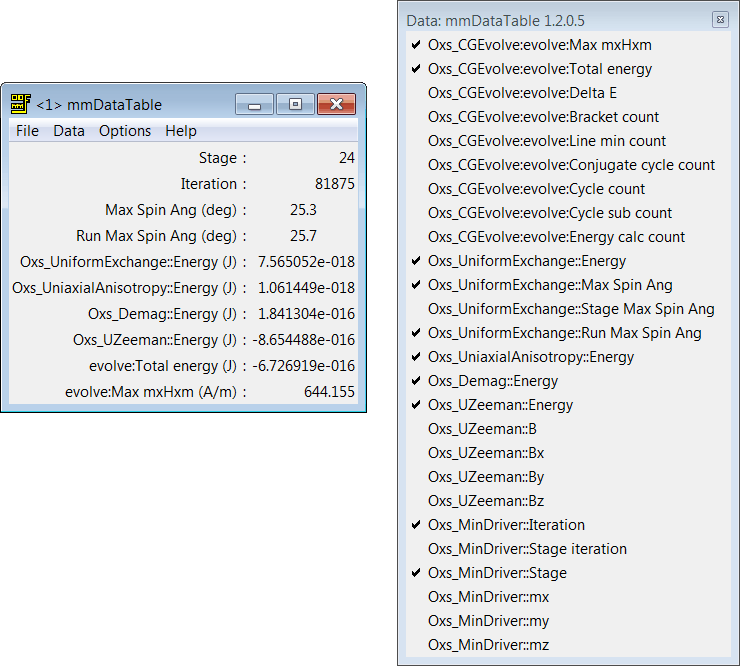 <1> mmDataTable
File Data Options Help
Stage : 24
Iteration : 81875
Max Spin Ang (deg) : 25.3
Run Max Spin Ang (deg) : 25.7
Oxs_UniformExchange::Energy (J) : 7.565052e-018
Oxs_UniaxialAnisotropy::Energy (J) : 1.061449e-018
Oxs_Demag::Energy (J) : 1.841304e-016
Oxs_UZeeman::Energy (J) : -8.654488e-016
evolve:Total energy (J) : -6.726919e-016
evolve:Max mxHxm (A/m) : 644.155
Data: mmDataTable 1.2.0.5
Oxs_CGEvolve:evolve:Max mxHxm
Oxs_CGEvolve:evolve:Total energy
Oxs_CGEvolve:evolve:Delta E
Oxs_CGEvolve:evolve:Bracket count
Oxs_CGEvolve:evolve:Line min count
Oxs_CGEvolve:evolve:Conjugate cycle count
Oxs_CGEvolve:evolve:Cycle count
Oxs_CGEvolve:evolve:Cycle sub count
Oxs_CGEvolve:evolve:Energy calc count
Oxs_UniformExchange::Energy
Oxs_UniformExchange::Max Spin Ang
Oxs_UniformExchange::Stage Max Spin Ang
Oxs_UniformExchange::Run Max Spin Ang
Oxs_UniaxialAnisotropy::Energy
Oxs_Demag::Energy
Oxs_UZeeman::Energy
Oxs_UZeeman::B
Oxs_UZeeman::Bx
Oxs_UZeeman::By
Oxs_UZeeman::Bz
Oxs_MinDriver::Iteration
Oxs_MinDriver::Stage iteration
Oxs_MinDriver::Stage
Oxs_MinDriver::mx
Oxs_MinDriver::my
Oxs_MinDriver::mz